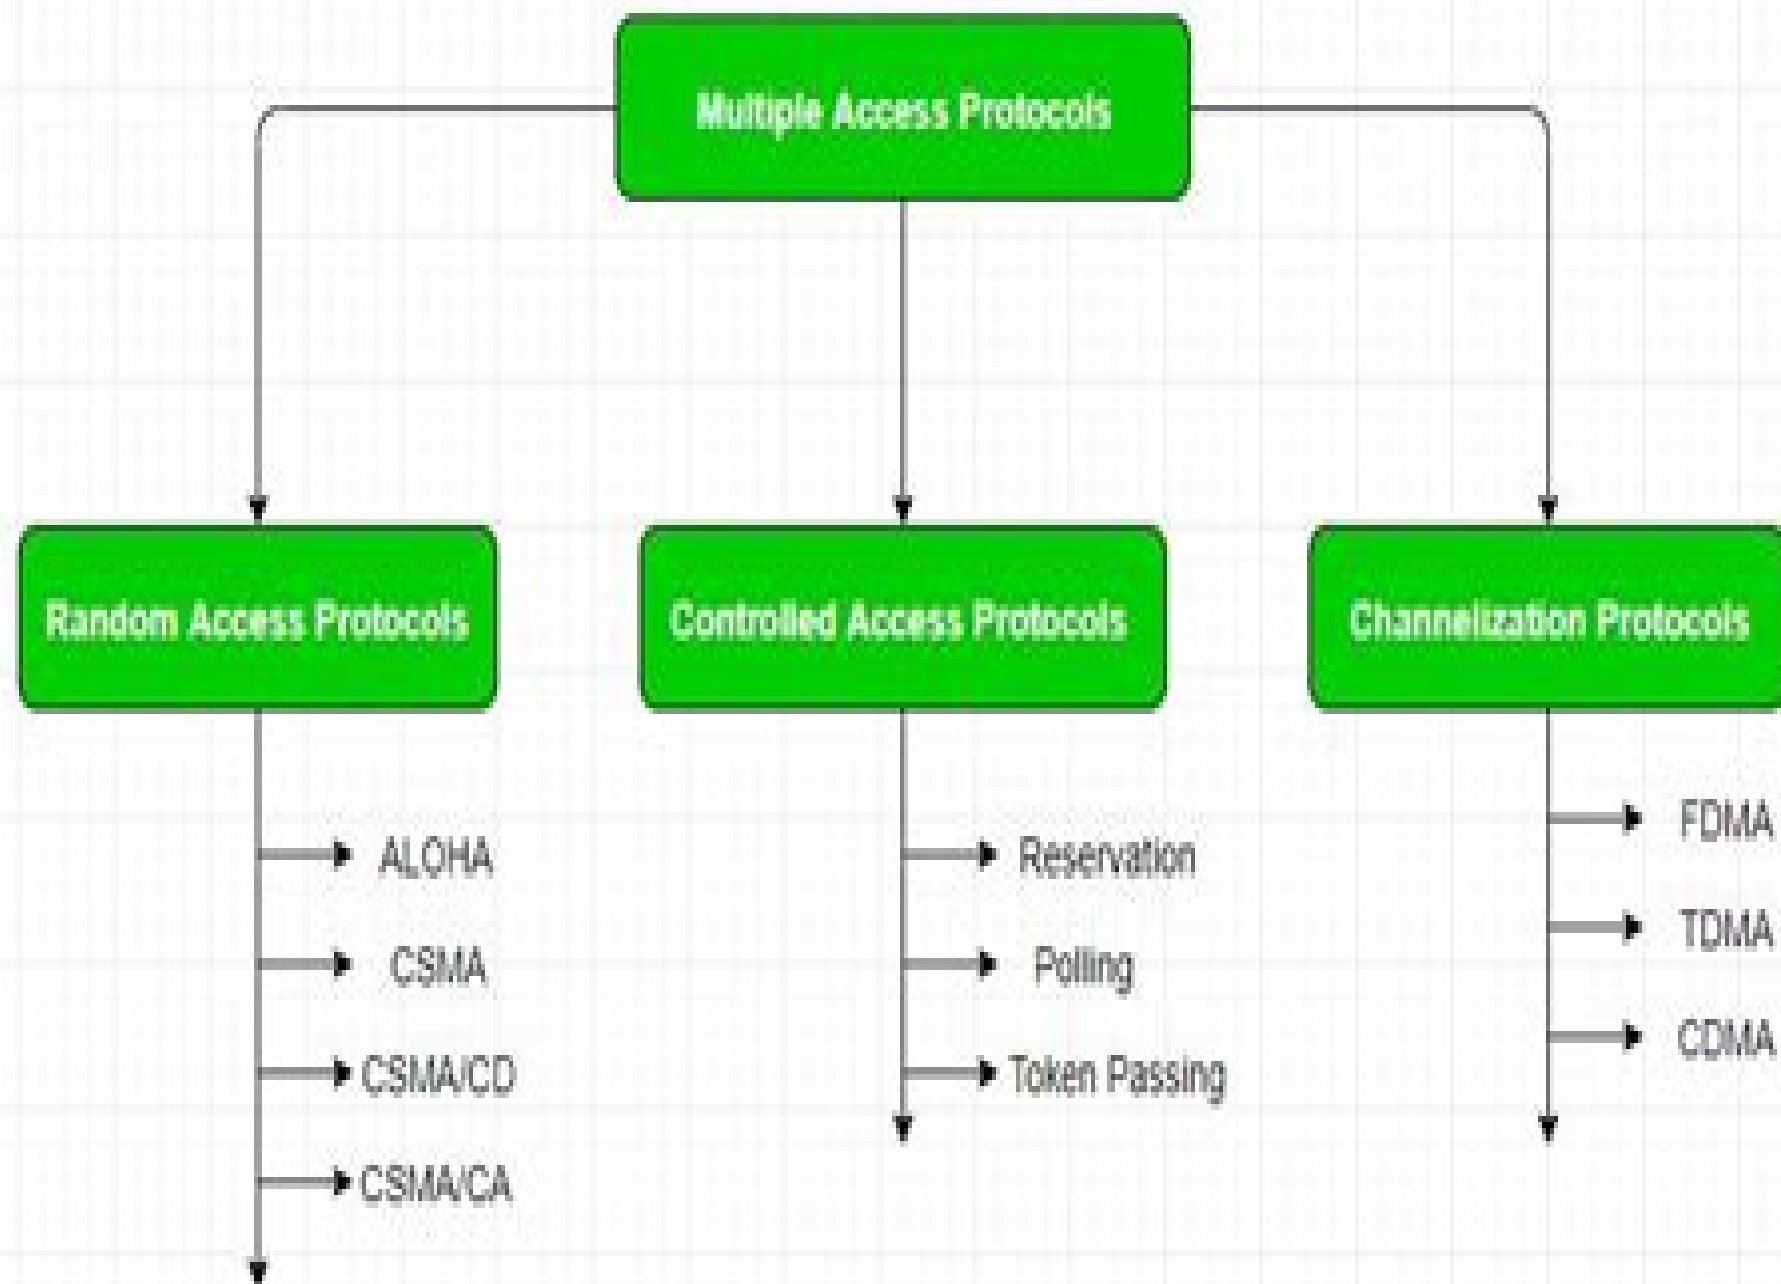 Multiple Access Protocols
Random Access Protocols
Controlled Access Protocols
Channelization Protocols
ALOHA
CSMA
CSMA/CD
CSMA/CA
Reservation
Polling
Token Passing
FDMA
TDMA
CDMA